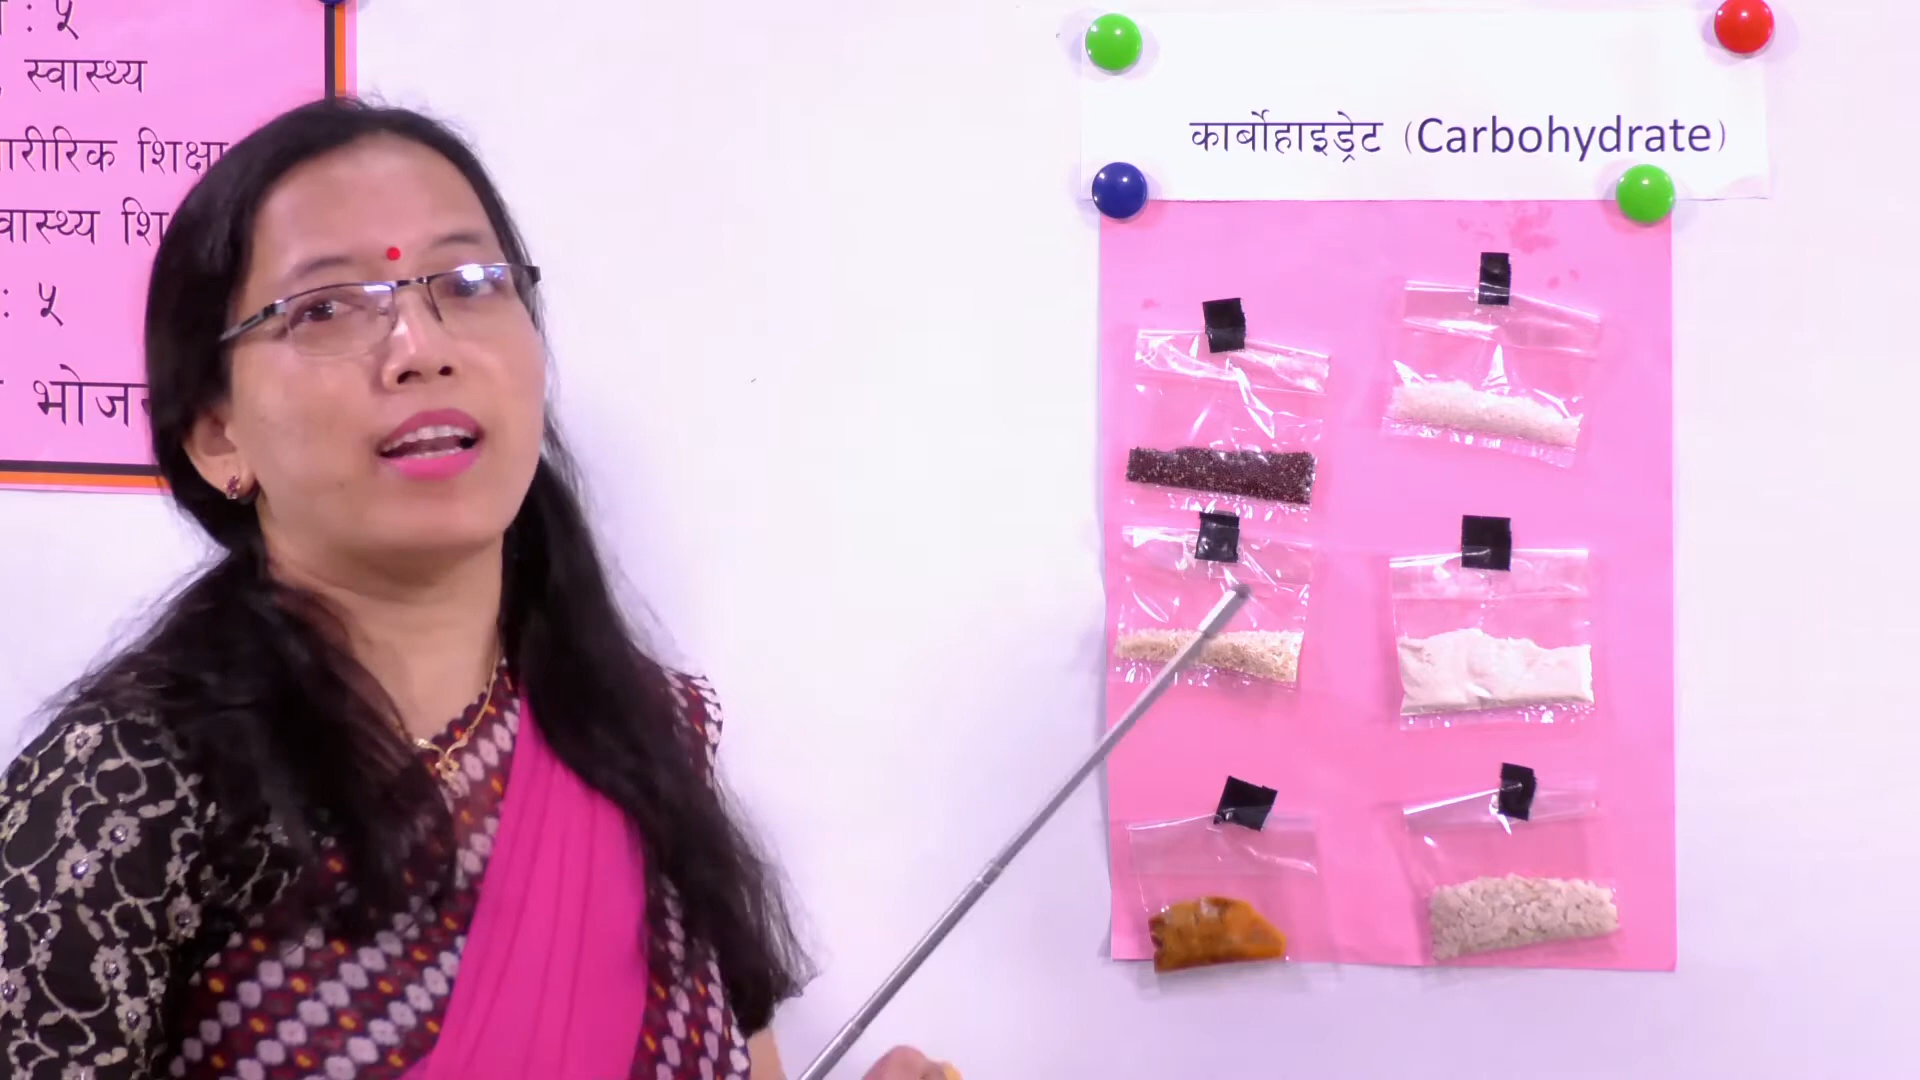 : ५
स्वास्थ्य
शिक्षा
: ५
कार्बोहाइड्रेट (Carbohydrate)